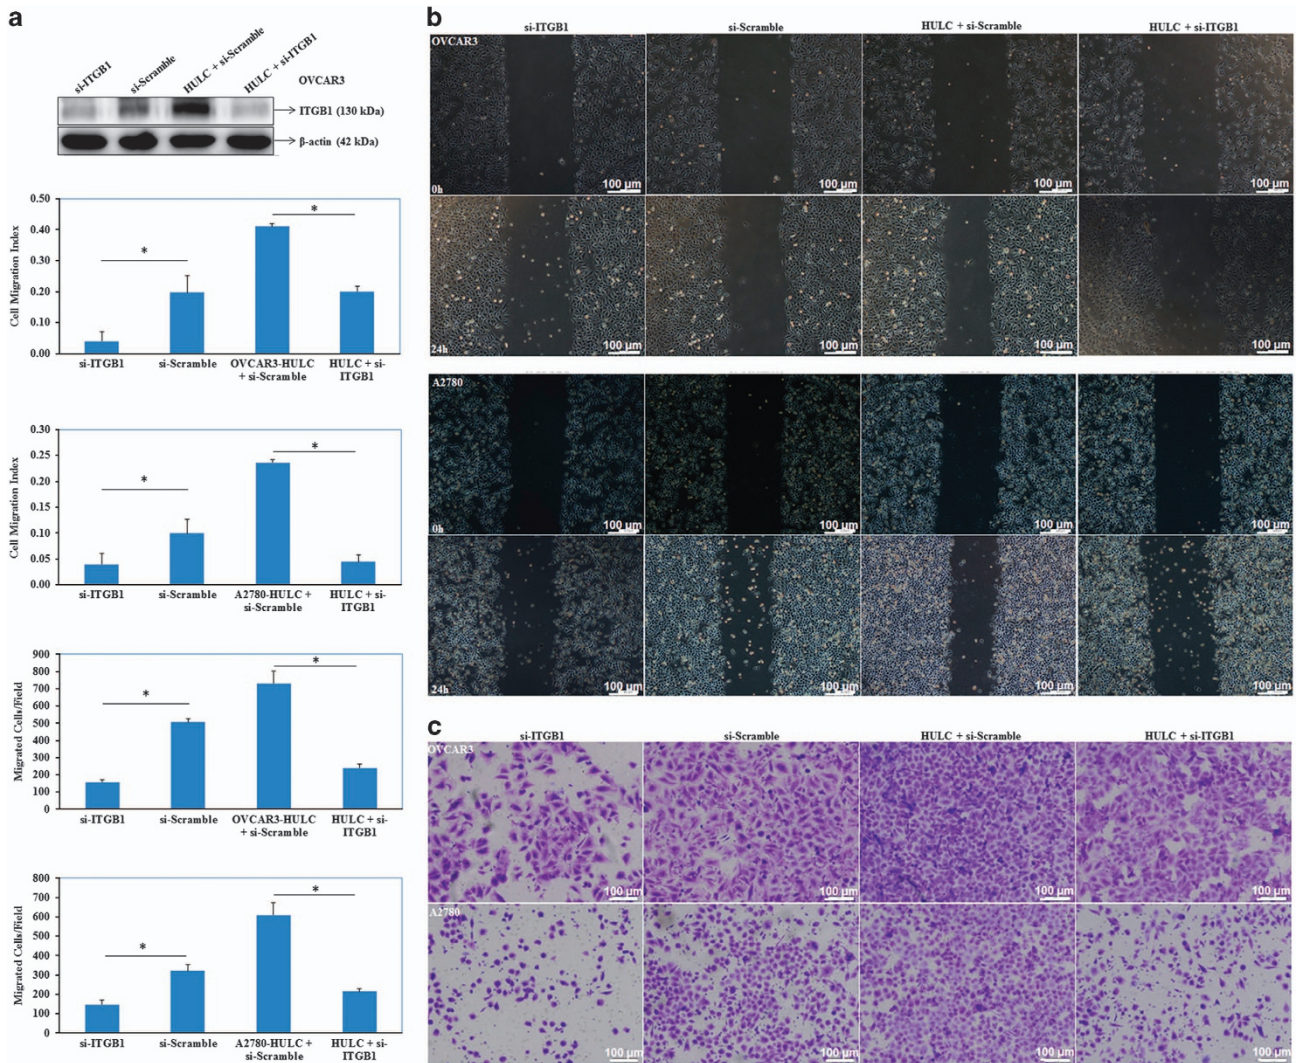 a
si-ITGB1
si-Scramble
HULC + si-Scramble
HULC + si-ITGB1
OVCAR3
ITGB1 (130 kDa)
β-actin (42 kDa)
0.50
0.40
0.30
0.20
0.10
0.00
Cell Migration Index
*
*
si-ITGB1
si-Scramble
OVCAR3-HULC
+ si-Scramble
HULC + si-
ITGB1
0.30
0.25
0.20
0.15
0.10
0.05
0.00
Cell Migration Index
*
*
si-ITGB1
si-Scramble
A2780-HULC +
si-Scramble
HULC + si-
ITGB1
900
800
700
600
500
400
300
200
100
0
Migrated Cells/Field
*
*
si-ITGB1
si-Scramble
OVCAR3-HULC
+ si-Scramble
HULC + si-
ITGB1
800
700
600
500
400
300
200
100
0
Migrated Cells/Field
*
*
si-ITGB1
si-Scramble
A2780-HULC +
si-Scramble
HULC + si-
ITGB1
b
si-ITGB1
si-Scramble
HULC + si-Scramble
HULC + si-ITGB1
OVCAR3
0h
100 µm
100 µm
100 µm
100 µm
24h
100 µm
100 µm
100 µm
100 µm
A2780
0h
100 µm
100 µm
100 µm
100 µm
24h
100 µm
100 µm
100 µm
100 µm
c
si-ITGB1
si-Scramble
HULC + si-Scramble
HULC + si-ITGB1
OVCAR3
100 µm
100 µm
100 µm
100 µm
A2780
100 µm
100 µm
100 µm
100 µm